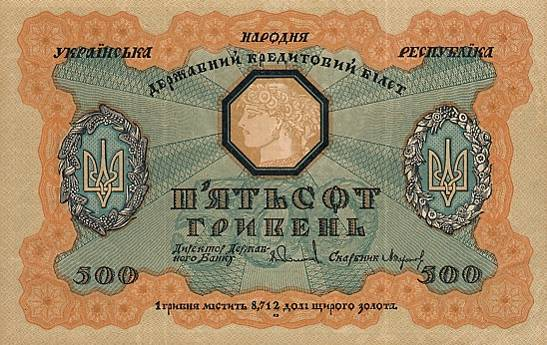 УКРАЇНСЬКА НАРОДНЯ РЕСПУБЛІКА
ДЕРЖАВНИЙ КРЕДИТОВИЙ БІЛЕТ
П'ЯТЬСОТ
ГРИВЕНЬ
Директор Державного Банку
Скарбник
500 500
1 гривня містить 8,712 долі щирого золота.